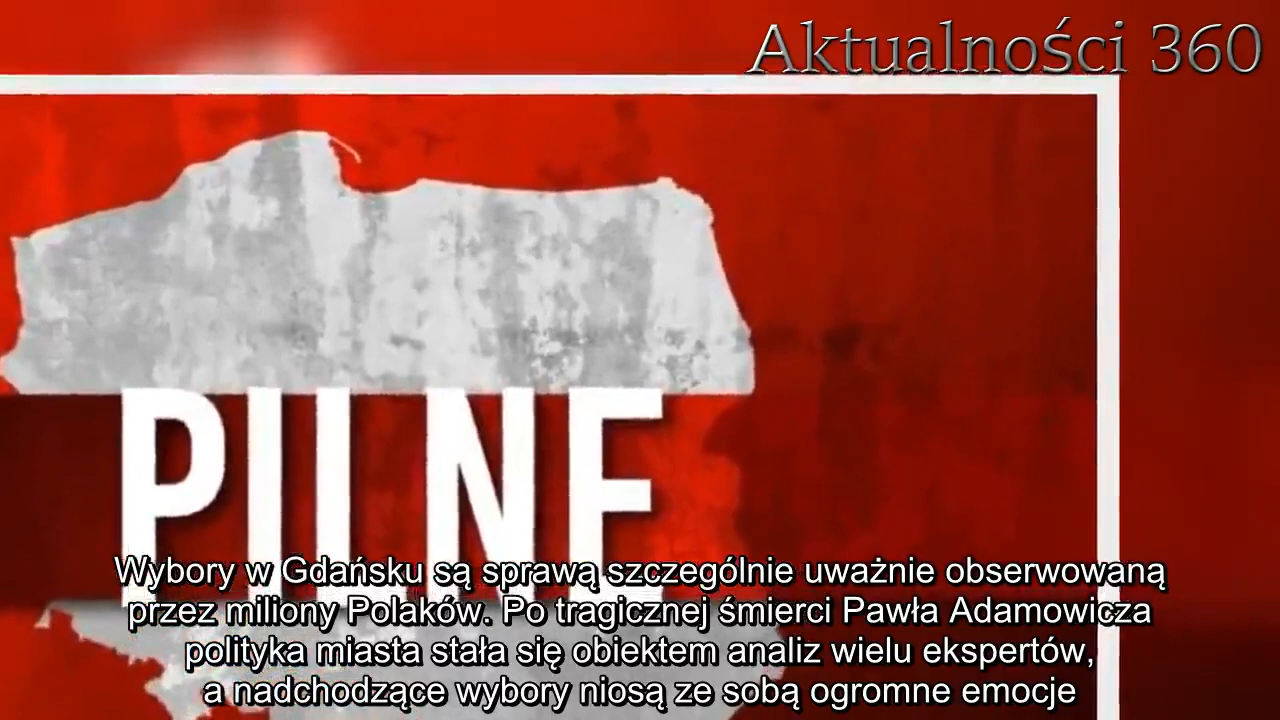 Aktualności 360
PILNE
Wybory w Gdańsku są sprawą szczególnie uważnie obserwowaną
przez miliony Polaków. Po tragicznej śmierci Pawła Adamowicza
polityka miasta stała się obiektem analiz wielu ekspertów,
a nadchodzące wybory niosą ze sobą ogromne emocje